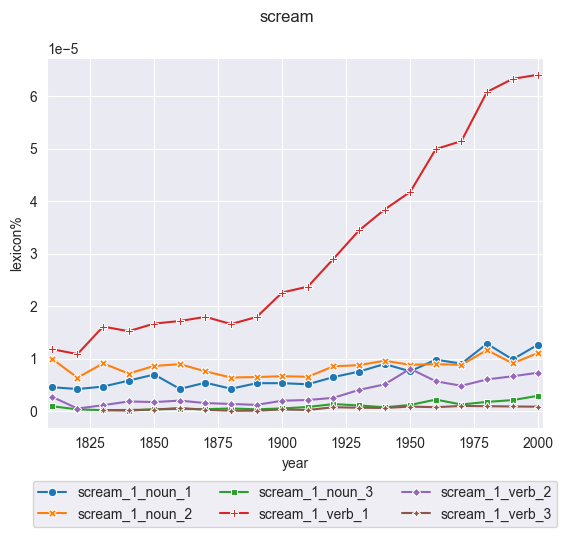 scream
1e−5
6
5
4
3
2
1
0
lexicon%
1825 1850 1875 1900 1925 1950 1975 2000
year
scream_1_noun_1 scream_1_noun_3 scream_1_verb_2
scream_1_noun_2 scream_1_verb_1 scream_1_verb_3